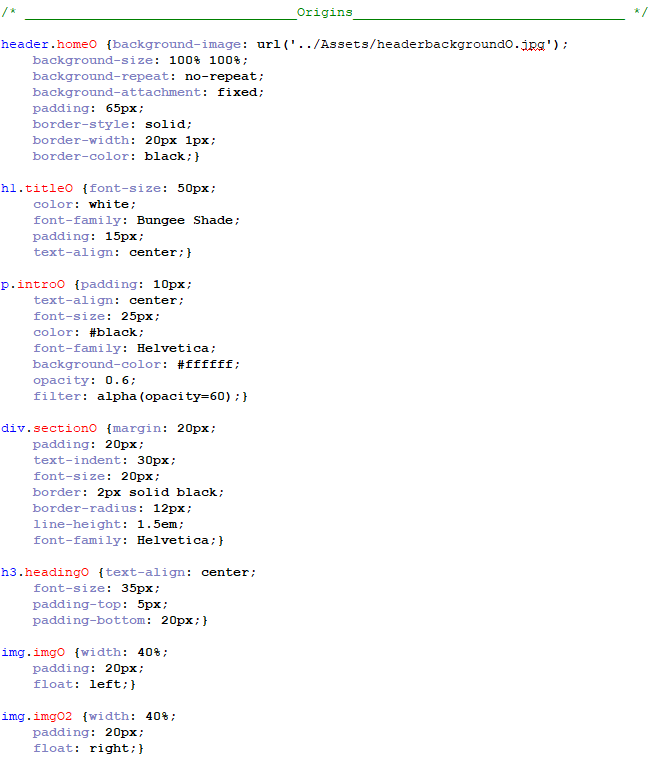 /* __________________________________Origins__________________________________ */
header.homeO {background-image: url('../Assets/headerbackgroundO.jpg');
    background-size: 100% 100%;
    background-repeat: no-repeat;
    background-attachment: fixed;
    padding: 65px;
    border-style: solid;
    border-width: 20px 1px;
    border-color: black;}
h1.titleO {font-size: 50px;
    color: white;
    font-family: Bungee Shade;
    padding: 15px;
    text-align: center;}
p.introO {padding: 10px;
    text-align: center;
    font-size: 25px;
    color: #black;
    font-family: Helvetica;
    background-color: #ffffff;
    opacity: 0.6;
    filter: alpha(opacity=60);}
div.sectionO {margin: 20px;
    padding: 20px;
    text-indent: 30px;
    font-size: 20px;
    border: 2px solid black;
    border-radius: 12px;
    line-height: 1.5em;
    font-family: Helvetica;}
h3.headingO {text-align: center;
    font-size: 35px;
    padding-top: 5px;
    padding-bottom: 20px;}
img.imgO {width: 40%;
    padding: 20px;
    float: left;}
img.imgO2 {width: 40%;
    padding: 20px;
    float: right;}